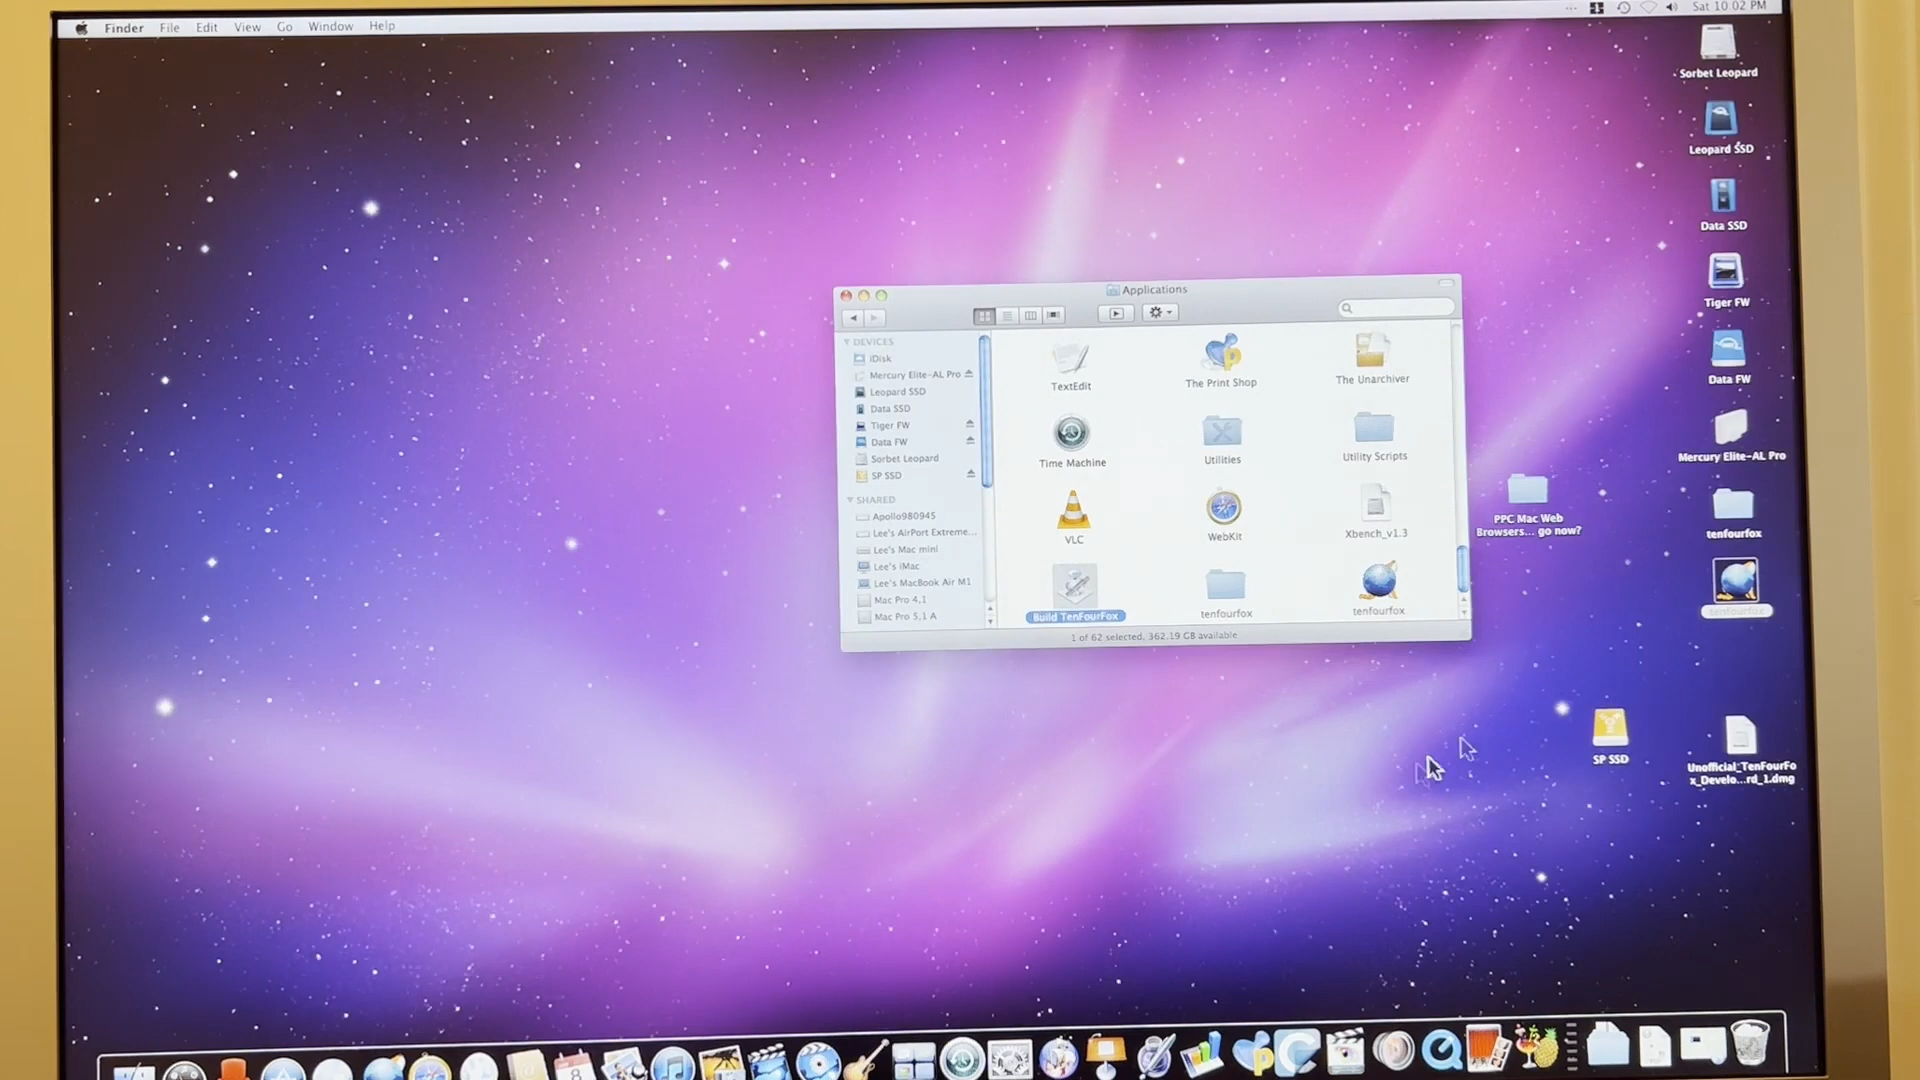 Finder File Edit View Go Window Help
Sat 10:02 PM
Sorbet Leopard
Leopard SSD
Data SSD
Tiger FW
Data FW
Mercury Elite-AL Pro
tenfourfox
tenfourfox
PPC Mac Web
Browsers... go now?
SP SSD
Unofficial_TenFourFo
x_Develo...rd_1.dmg
Applications
DEVICES
iDisk
Mercury Elite-AL Pro
Leopard SSD
Data SSD
Tiger FW
Data FW
Sorbet Leopard
SP SSD
SHARED
Apollo980945
Lee's AirPort Extreme...
Lee's Mac mini
Lee's iMac
Lee's MacBook Air M1
Mac Pro 4,1
Mac Pro 5,1 A
TextEdit
The Print Shop
The Unarchiver
Time Machine
Utilities
Utility Scripts
VLC
WebKit
Xbench_v1.3
Build TenFourFox
tenfourfox
tenfourfox
1 of 62 selected, 362.19 GB available
8